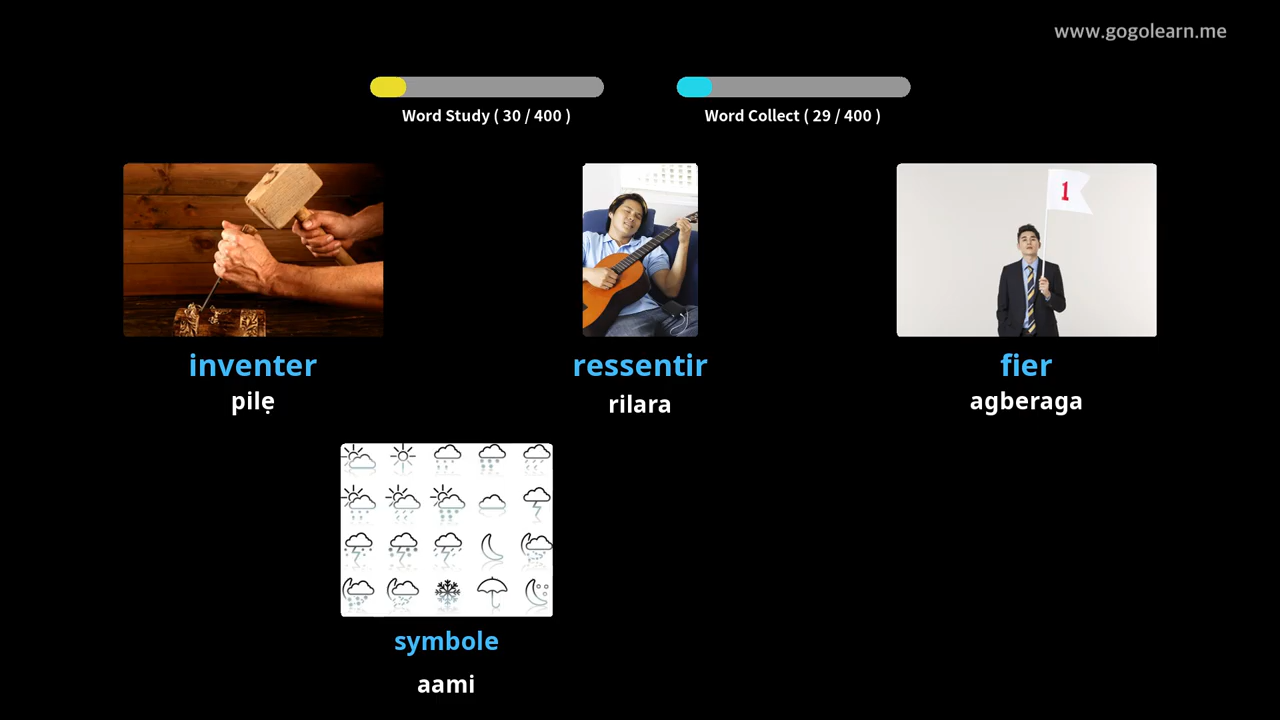 www.gogolearn.me
Word Study ( 30 / 400 )
Word Collect ( 29 / 400 )
1
inventer
pilẹ
ressentir
rilara
fier
agberaga
symbole
aami